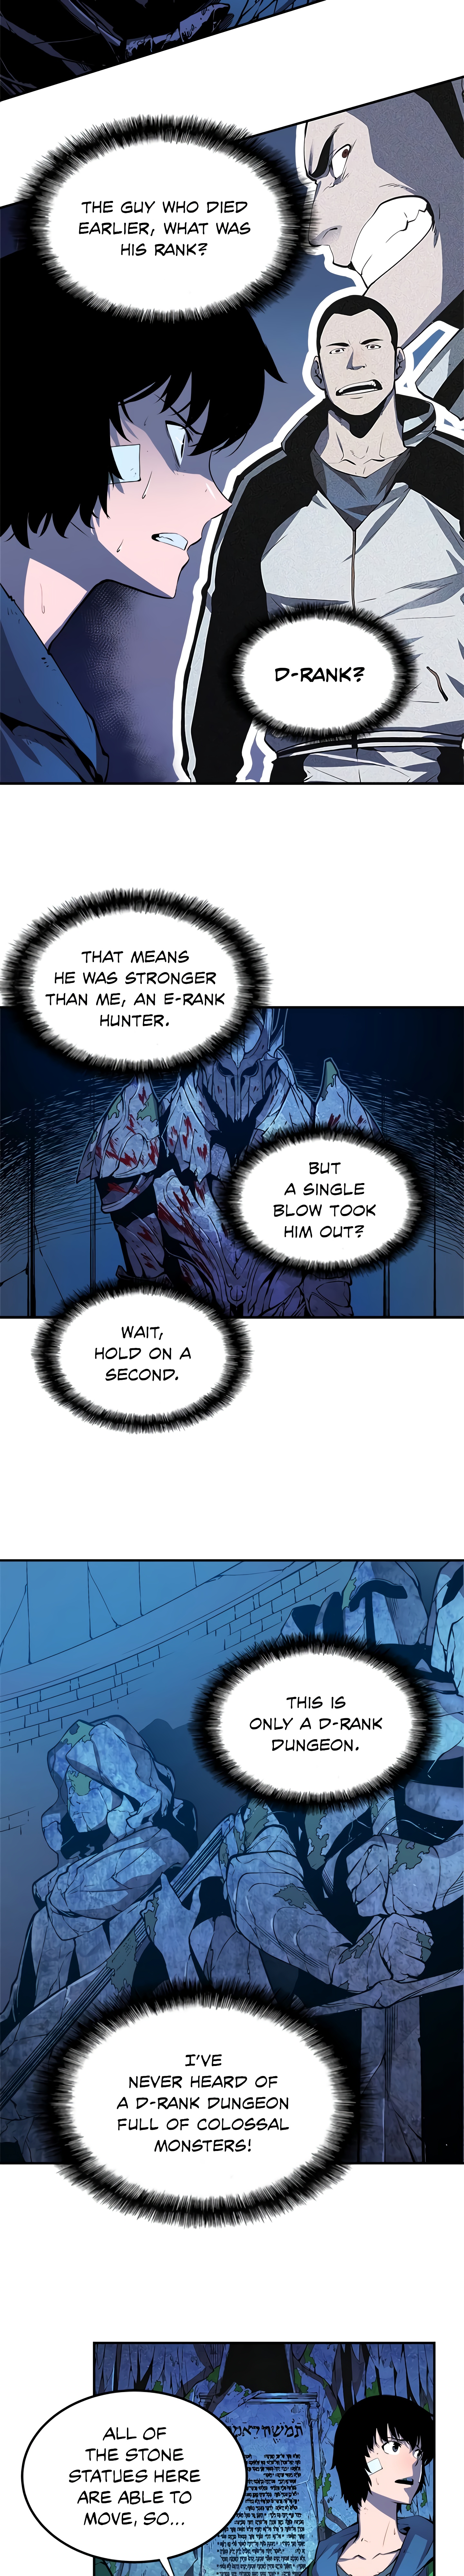 THE GUY WHO DIED
EARLIER, WHAT WAS
HIS RANK?
D-RANK?
THAT MEANS
HE WAS STRONGER
THAN ME, AN E-RANK
HUNTER.
BUT
A SINGLE
BLOW TOOK
HIM OUT?
WAIT,
HOLD ON A
SECOND.
THIS IS
ONLY A D-RANK
DUNGEON.
I'VE
NEVER HEARD OF
A D-RANK DUNGEON
FULL OF COLOSSAL
MONSTERS!
ALL OF
THE STONE
STATUES HERE
ARE ABLE TO
MOVE, SO...